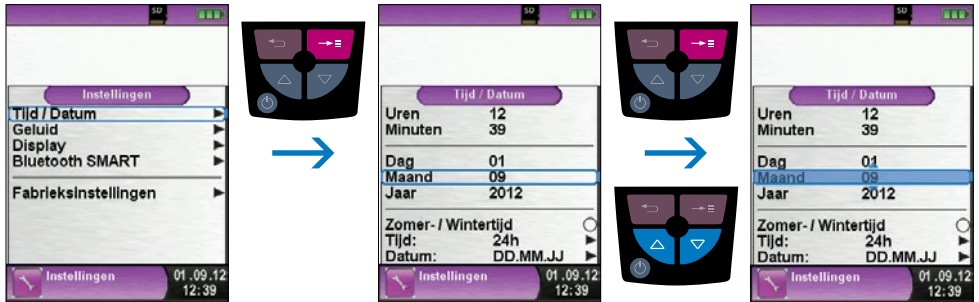 SD
Instellingen
Tijd / Datum
Geluid
Display
Bluetooth SMART
Fabrieksinstellingen
Instellingen
01.09.12
12:39
SD
Tijd / Datum
Uren 12
Minuten 39
Dag 01
Maand 09
Jaar 2012
Zomer- / Wintertijd
Tijd: 24h
Datum: DD.MM.JJ
Instellingen
01.09.12
12:39
SD
Tijd / Datum
Uren 12
Minuten 39
Dag 01
Maand 09
Jaar 2012
Zomer- / Wintertijd
Tijd: 24h
Datum: DD.MM.JJ
Instellingen
01.09.12
12:39